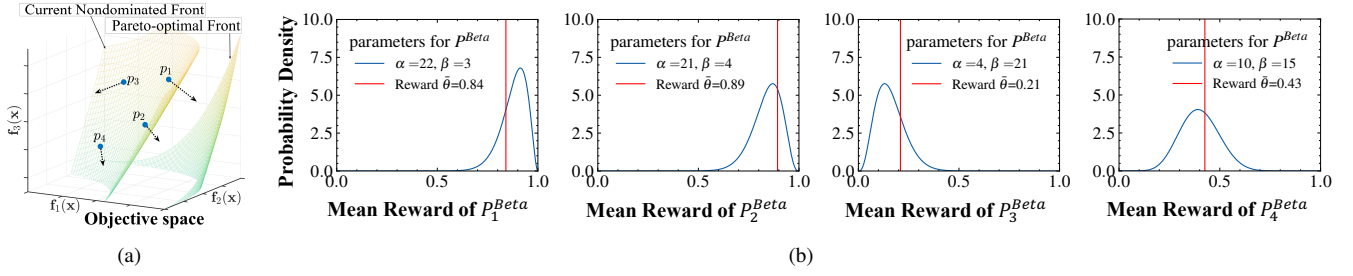 Current Nondominated Front
Pareto-optimal Front
p3
p1
p2
p4
f3(x)
f1(x)
f2(x)
Objective space
(a)
Probability Density
10.0
7.5
5.0
2.5
0.0
parameters for P^Beta
α=22, β=3
Reward θ̄=0.84
0.0 0.5 1.0
Mean Reward of P_1^Beta
10.0
7.5
5.0
2.5
0.0
parameters for P^Beta
α=21, β=4
Reward θ̄=0.89
0.0 0.5 1.0
Mean Reward of P_2^Beta
10.0
7.5
5.0
2.5
0.0
parameters for P^Beta
α=4, β=21
Reward θ̄=0.21
0.0 0.5 1.0
Mean Reward of P_3^Beta
10.0
7.5
5.0
2.5
0.0
parameters for P^Beta
α=10, β=15
Reward θ̄=0.43
0.0 0.5 1.0
Mean Reward of P_4^Beta
(b)